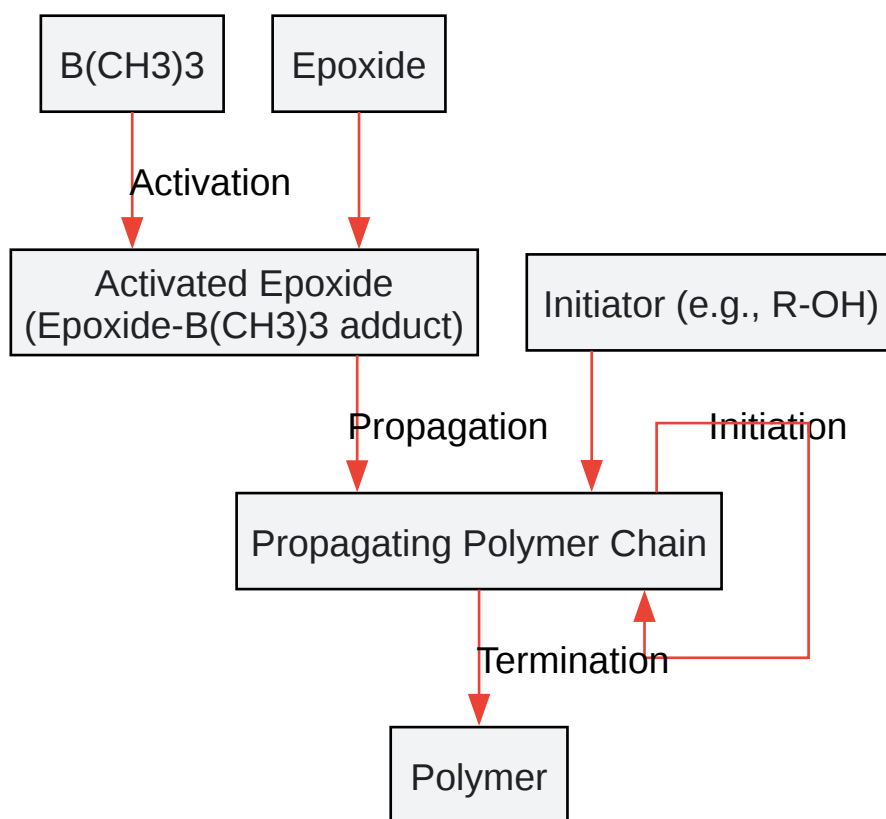 B(CH3)3
Epoxide
Activation
Activated Epoxide
(Epoxide-B(CH3)3 adduct)
Initiator (e.g., R-OH)
Propagation
Initiation
Propagating Polymer Chain
Termination
Polymer